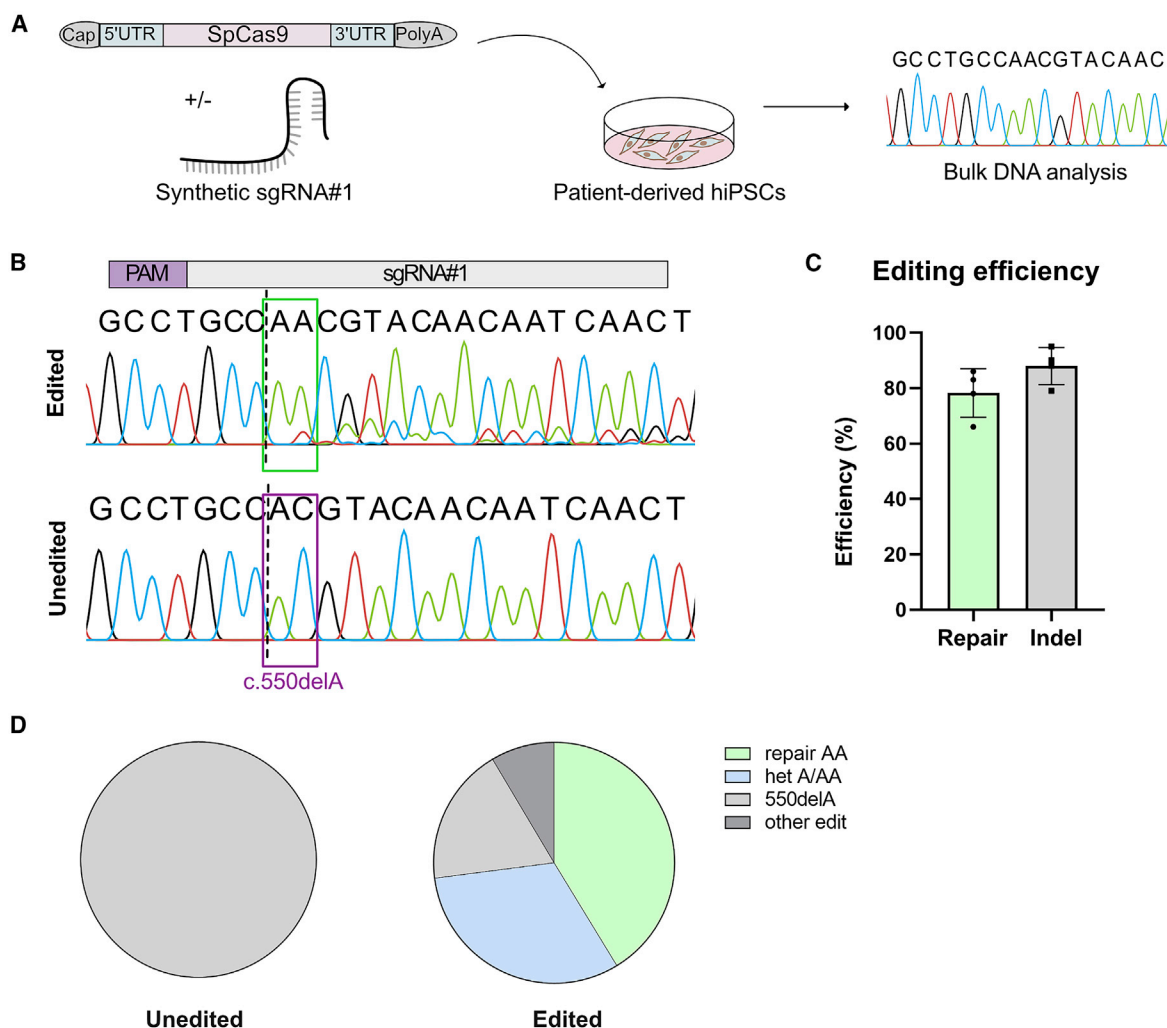 A
Cap 5'UTR SpCas9 3'UTR PolyA
+/-
Synthetic sgRNA#1
Patient-derived hiPSCs
GCCTGCCAACGTACAAC
Bulk DNA analysis
B
PAM sgRNA#1
Edited
GCCTGCCAACGTACAACAATCAACT
Unedited
GCCTGCCACGTACAACAATCAACT
c.550delA
C
Editing efficiency
Efficiency (%)
100
80
60
40
20
0
Repair Indel
D
Unedited
Edited
repair AA
het A/AA
550delA
other edit